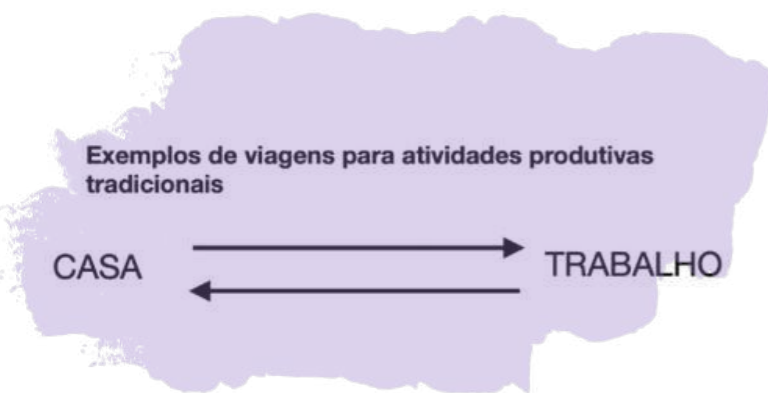 Exemplos de viagens para atividades produtivas
tradicionais
CASA
TRABALHO